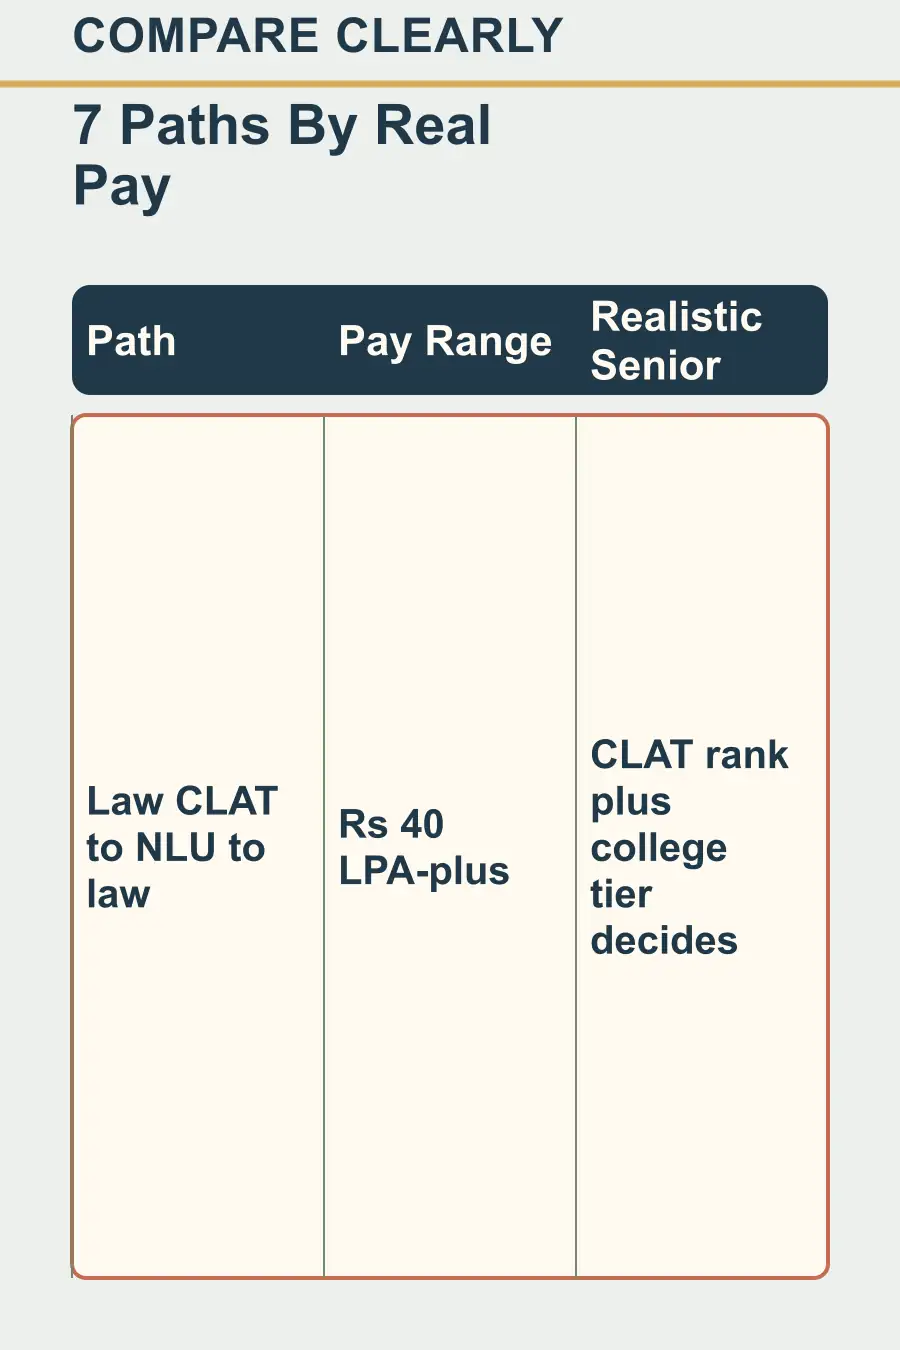 COMPARE CLEARLY
7 Paths By Real
Pay
Path
Pay Range
Realistic
Senior
Law CLAT
to NLU to
law
Rs 40
LPA-plus
CLAT rank
plus
college
tier
decides